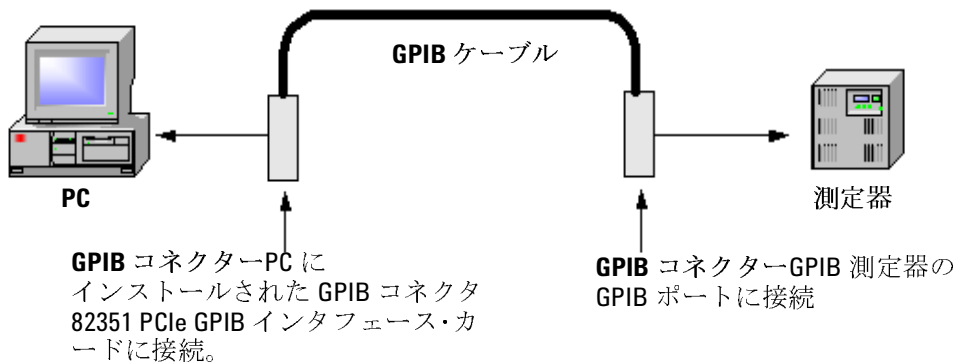 GPIB ケーブル
PC
測定器
GPIB コネクターPC に
インストールされた GPIB コネクタ
82351 PCIe GPIB インタフェース・カ
ードに接続。
GPIB コネクターGPIB 測定器の
GPIB ポートに接続